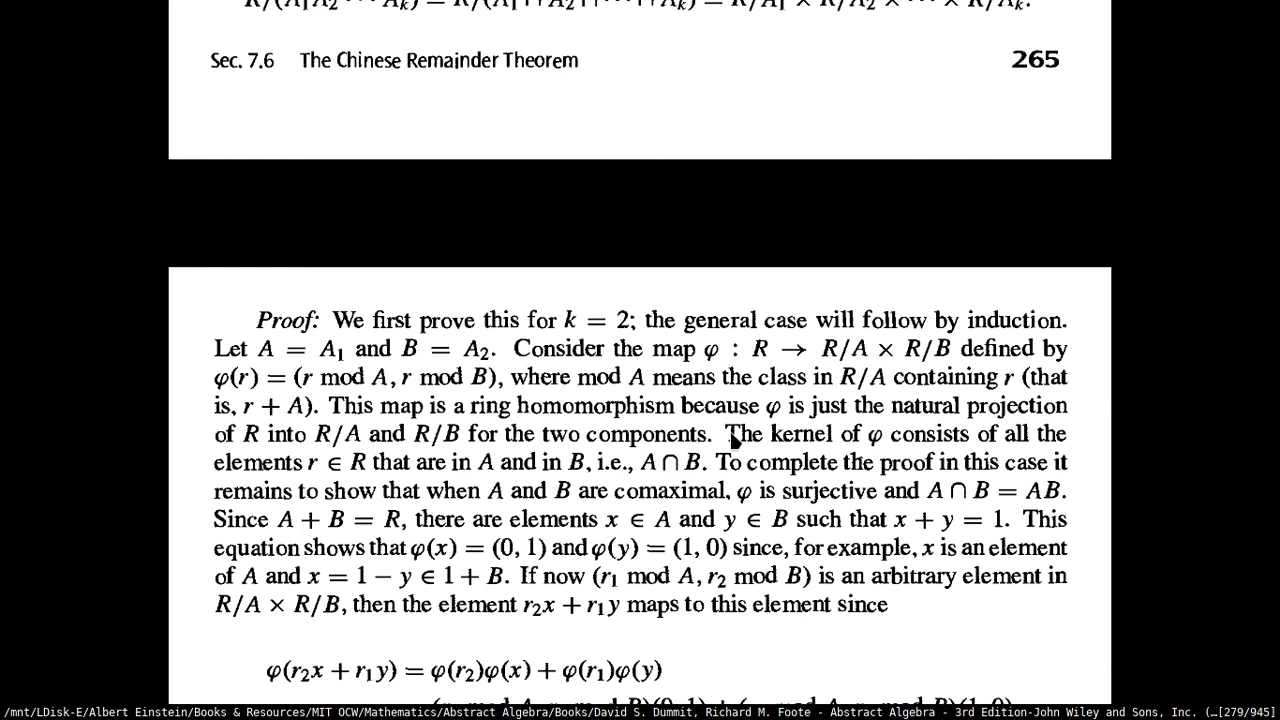 R/(A₁A₂ ⋯ Aₖ) = R/(A₁ ∩ A₂ ∩ ⋯ ∩ Aₖ) ≅ R/A₁ × R/A₂ × ⋯ × R/Aₖ.
Sec. 7.6 The Chinese Remainder Theorem 265
Proof: We first prove this for k = 2; the general case will follow by induction.
Let A = A₁ and B = A₂. Consider the map φ : R → R/A × R/B defined by
φ(r) = (r mod A, r mod B), where mod A means the class in R/A containing r (that
is, r + A). This map is a ring homomorphism because φ is just the natural projection
of R into R/A and R/B for the two components. The kernel of φ consists of all the
elements r ∈ R that are in A and in B, i.e., A ∩ B. To complete the proof in this case it
remains to show that when A and B are comaximal, φ is surjective and A ∩ B = AB.
Since A + B = R, there are elements x ∈ A and y ∈ B such that x + y = 1. This
equation shows that φ(x) = (0, 1) and φ(y) = (1, 0) since, for example, x is an element
of A and x = 1 − y ∈ 1 + B. If now (r₁ mod A, r₂ mod B) is an arbitrary element in
R/A × R/B, then the element r₂x + r₁y maps to this element since
φ(r₂x + r₁y) = φ(r₂)φ(x) + φ(r₁)φ(y)
/mnt/LDisk-E/Albert Einstein/Books & Resources/MIT OCW/Mathematics/Abstract Algebra/Books/David S. Dummit, Richard M. Foote - Abstract Algebra - 3rd Edition-John Wiley and Sons, Inc. (…[279/945]